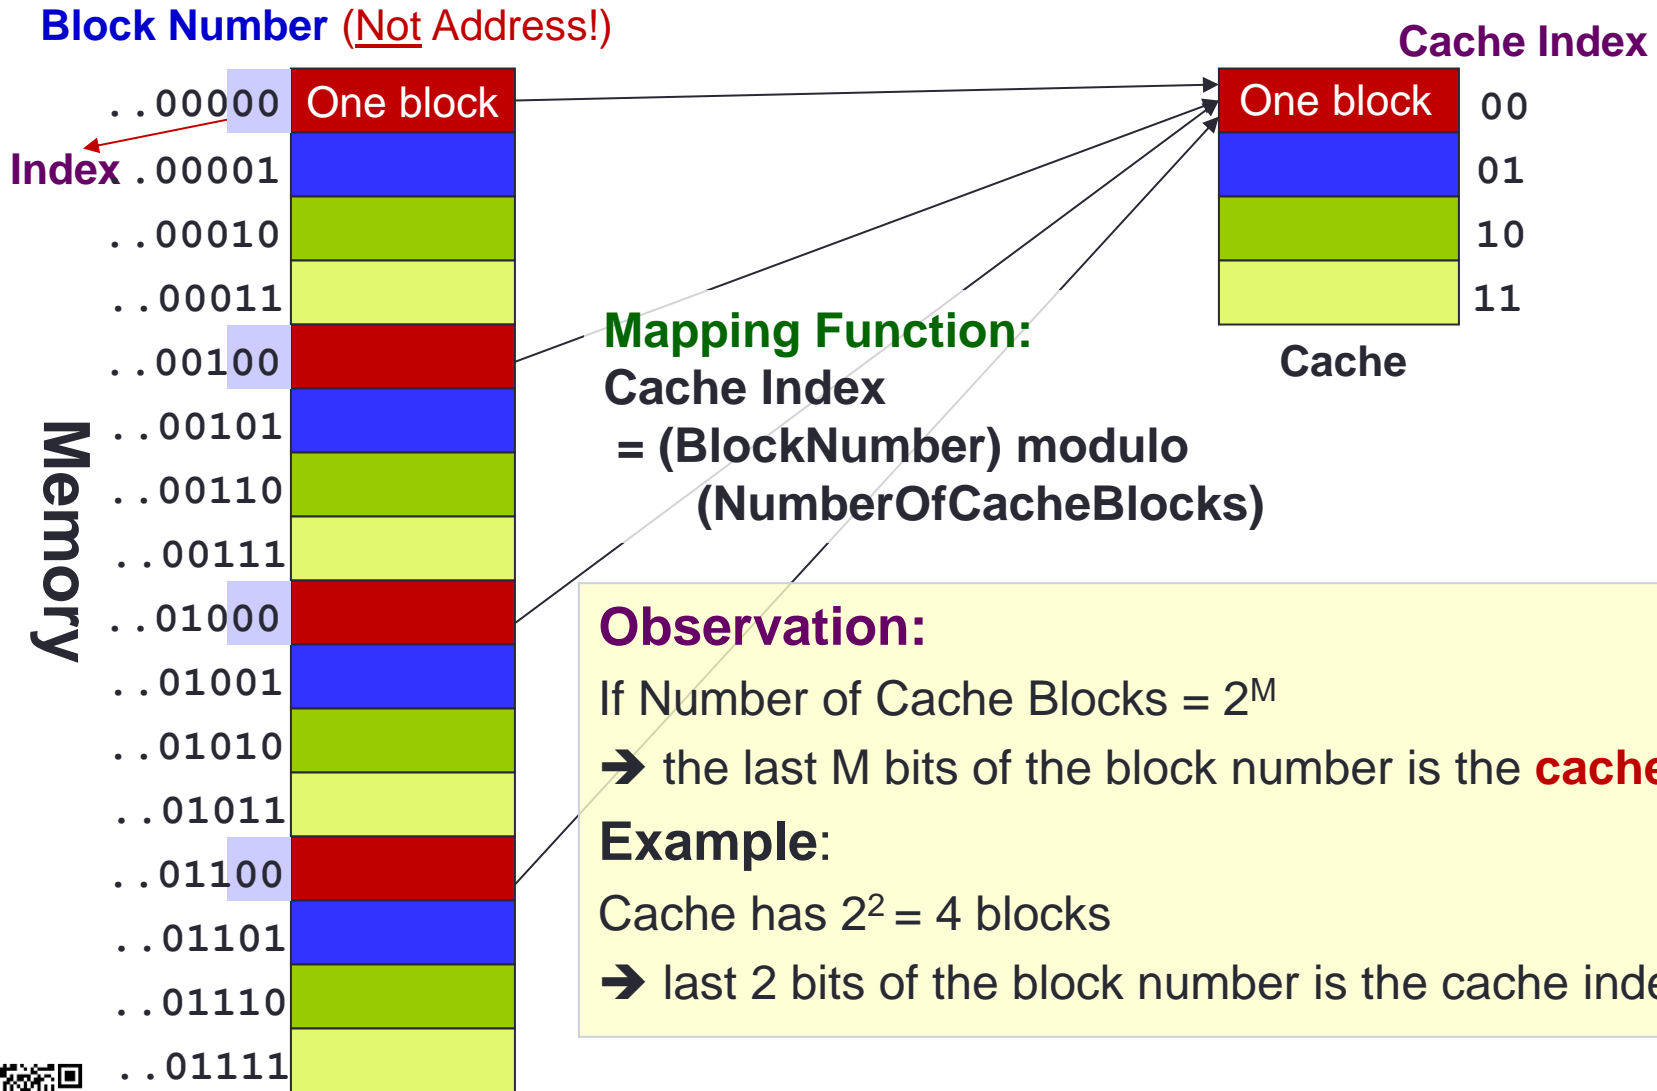 Block Number (Not Address!)
Cache Index
..00000 One block
One block 00
Index .00001
01
..00010
10
..00011
11
..00100
Cache
Mapping Function:
Cache Index
= (BlockNumber) modulo
(NumberOfCacheBlocks)
Memory
..00101
..00110
..00111
..01000
..01001
..01010
..01011
..01100
..01101
..01110
..01111
Observation:
If Number of Cache Blocks = 2^M
➔ the last M bits of the block number is the cache
Example:
Cache has 2² = 4 blocks
➔ last 2 bits of the block number is the cache inde